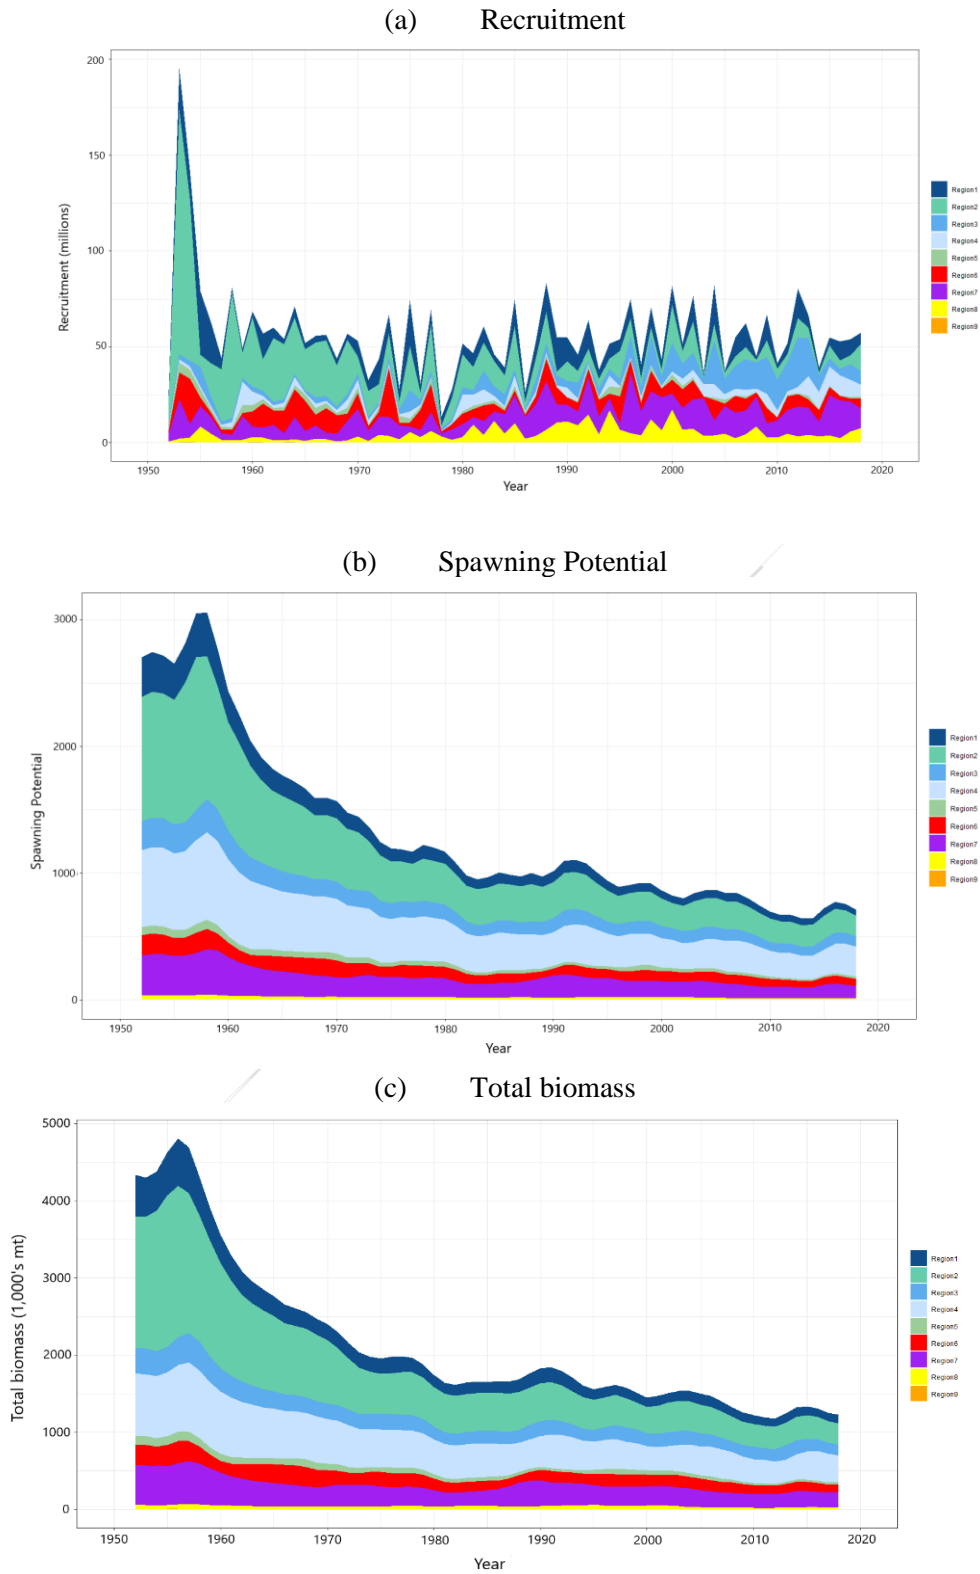 (a) Recruitment
200
150
100
50
0
Recruitment (millions)
1950 1960 1970 1980 1990 2000 2010 2020
Year
Region1
Region2
Region3
Region4
Region5
Region6
Region7
Region8
Region9
(b) Spawning Potential
3000
2000
1000
0
Spawning Potential
1950 1960 1970 1980 1990 2000 2010 2020
Year
Region1
Region2
Region3
Region4
Region5
Region6
Region7
Region8
Region9
(c) Total biomass
5000
4000
3000
2000
1000
0
Total biomass (1,000's mt)
1950 1960 1970 1980 1990 2000 2010 2020
Year
Region1
Region2
Region3
Region4
Region5
Region6
Region7
Region8
Region9